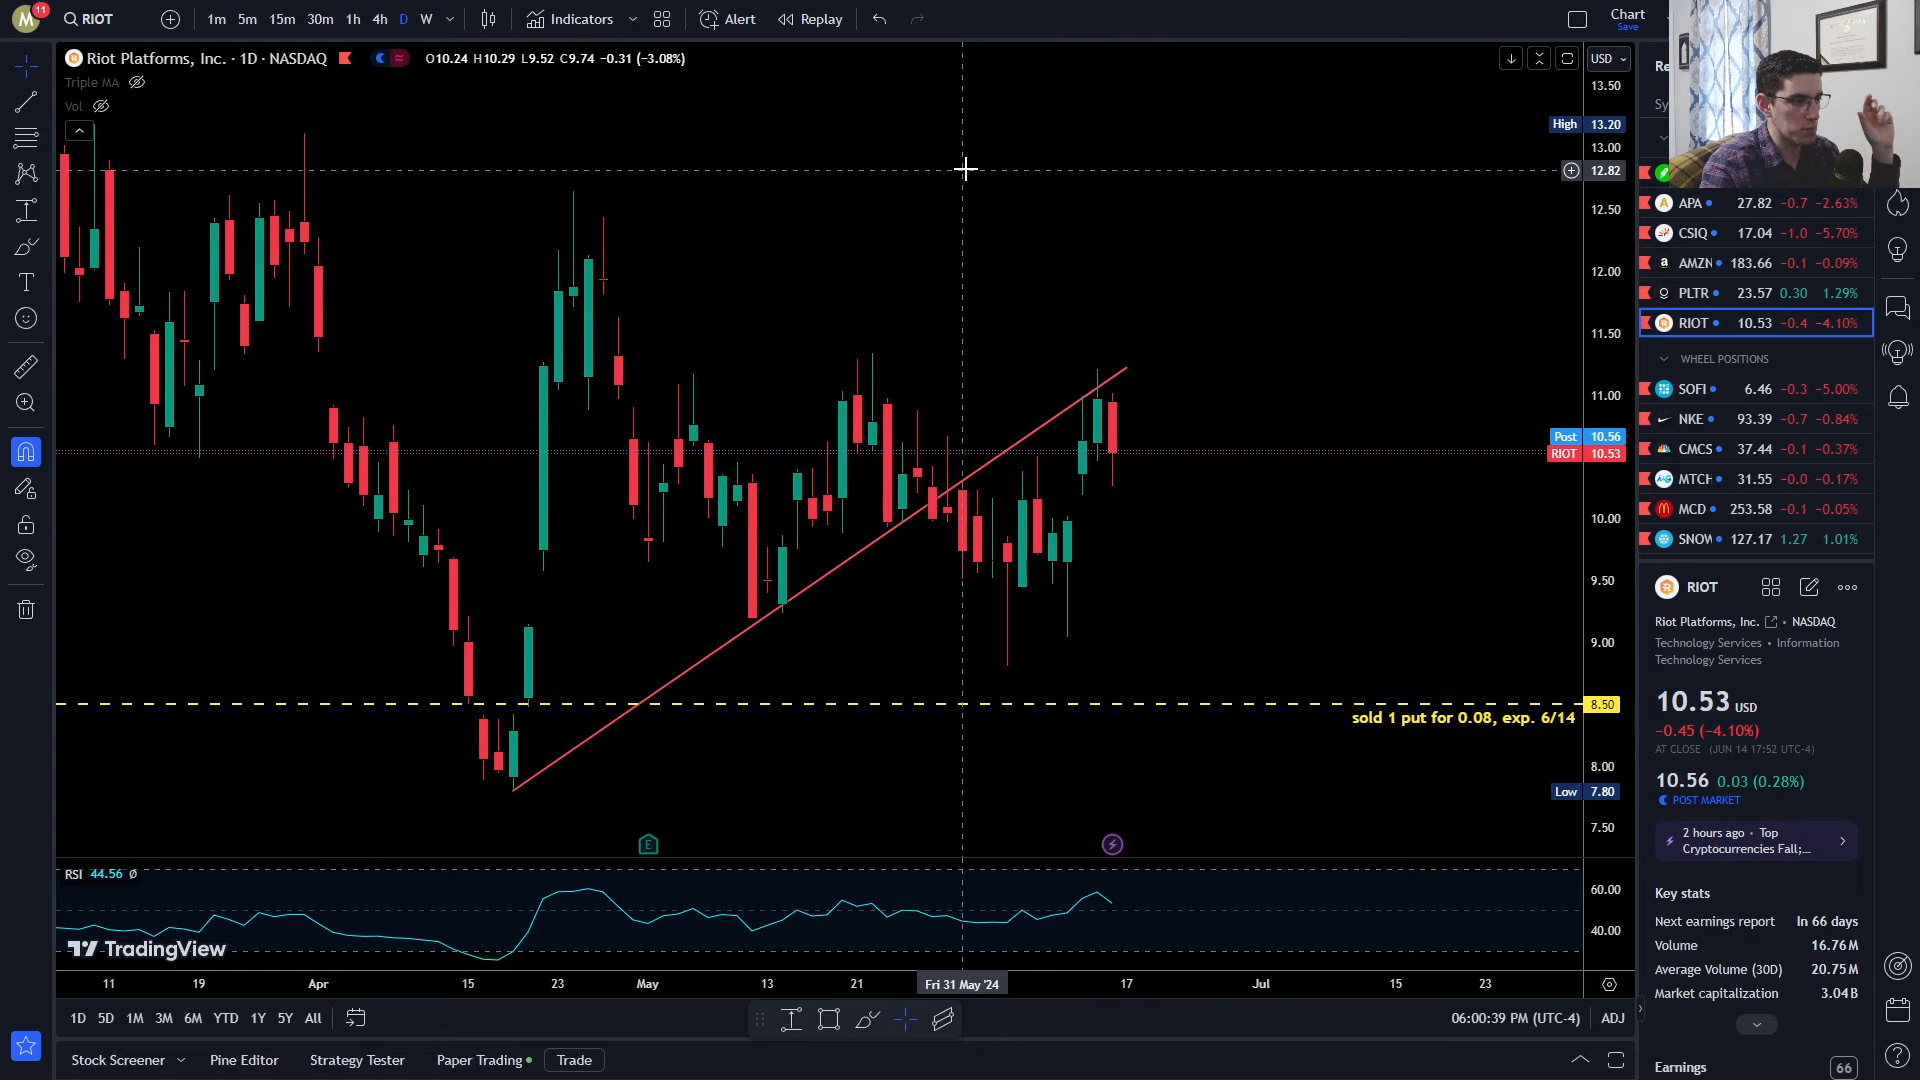 M 11 RIOT 1m 5m 15m 30m 1h 4h D W Indicators Alert Replay Chart
Save
Riot Platforms, Inc. · 1D · NASDAQ O10.24 H10.29 L9.52 C9.74 −0.31 (−3.08%) USD
Triple MA
Vol
13.50
High 13.20
13.00
12.82
12.50
12.00
11.50
11.00
Post 10.56
RIOT 10.53
10.00
9.50
9.00
8.50
sold 1 put for 0.08, exp. 6/14
8.00
Low 7.80
7.50
E
RSI 44.56 Ø
60.00
40.00
TradingView
11 19 Apr 15 23 May 13 21 Fri 31 May '24 17 Jul 15 23
1D 5D 1M 3M 6M YTD 1Y 5Y All 06:00:39 PM (UTC-4) ADJ
Stock Screener Pine Editor Strategy Tester Paper Trading Trade
Re
Sy
APA 27.82 −0.7 −2.63%
CSIQ 17.04 −1.0 −5.70%
AMZN 183.66 −0.1 −0.09%
PLTR 23.57 0.30 1.29%
RIOT 10.53 −0.4 −4.10%
WHEEL POSITIONS
SOFI 6.46 −0.3 −5.00%
NKE 93.39 −0.7 −0.84%
CMCS 37.44 −0.1 −0.37%
MTCH 31.55 −0.0 −0.17%
MCD 253.58 −0.1 −0.05%
SNOW 127.17 1.27 1.01%
RIOT
Riot Platforms, Inc. • NASDAQ
Technology Services • Information
Technology Services
10.53 USD
−0.45 (−4.10%)
AT CLOSE (JUN 14 17:52 UTC-4)
10.56 0.03 (0.28%)
POST MARKET
2 hours ago • Top
Cryptocurrencies Fall;...
Key stats
Next earnings report In 66 days
Volume 16.76M
Average Volume (30D) 20.75M
Market capitalization 3.04B
Earnings 66